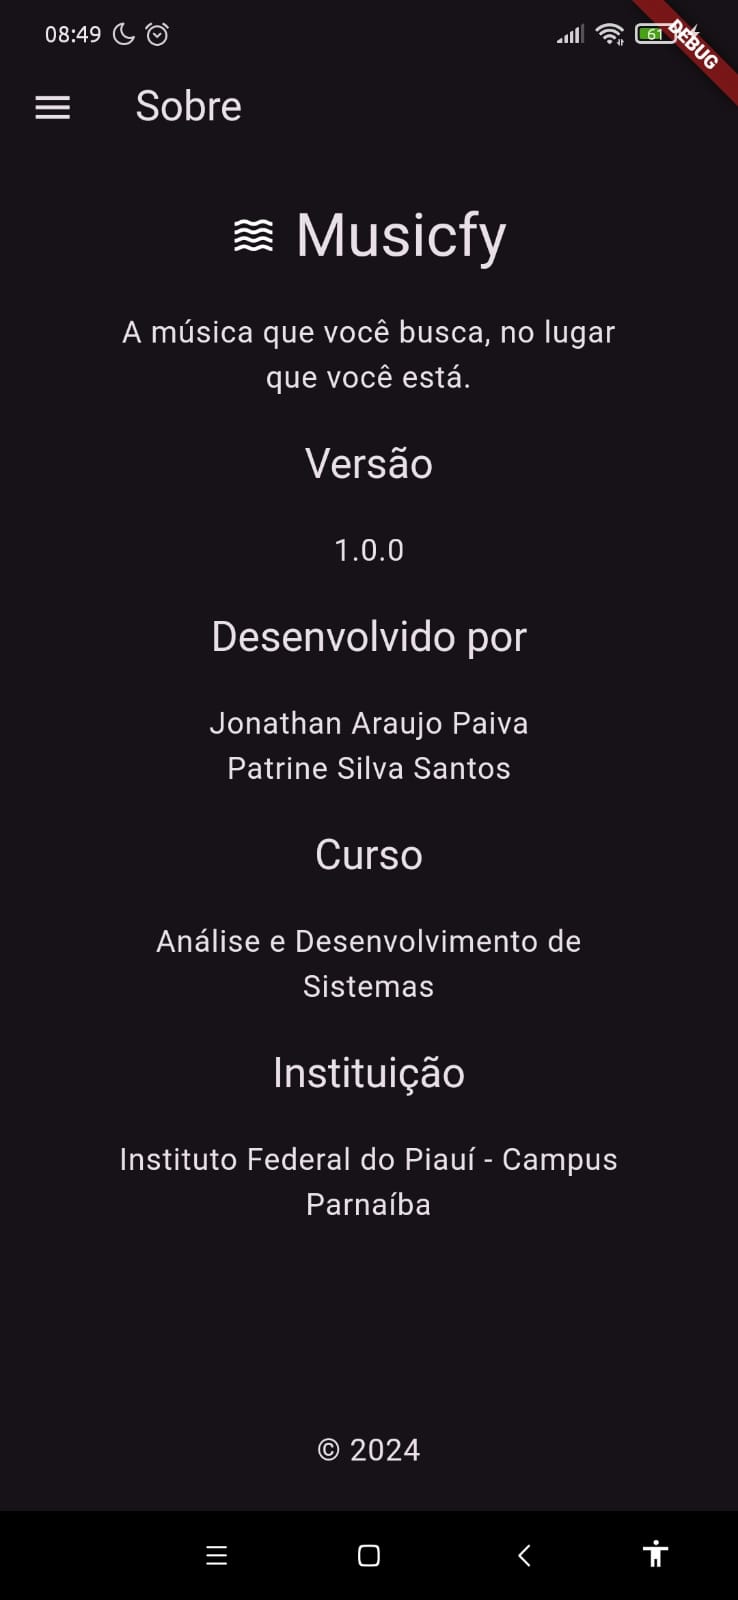 08:49
61
DEBUG
Sobre
Musicfy
A música que você busca, no lugar
que você está.
Versão
1.0.0
Desenvolvido por
Jonathan Araujo Paiva
Patrine Silva Santos
Curso
Análise e Desenvolvimento de
Sistemas
Instituição
Instituto Federal do Piauí - Campus
Parnaíba
© 2024